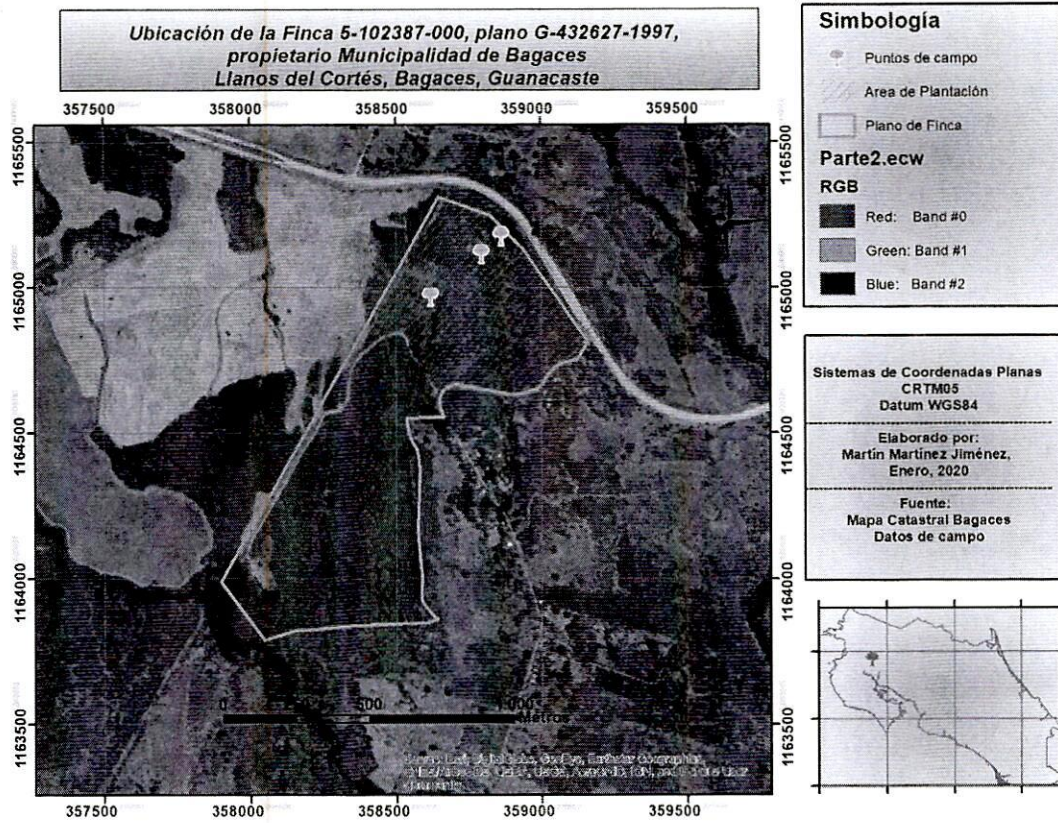 Ubicación de la Finca 5-102387-000, plano G-432627-1997,
propietario Municipalidad de Bagaces
Llanos del Cortés, Bagaces, Guanacaste
357500 358000 358500 359000 359500
1165500
1165000
1164500
1164000
1163500
1165500
1165000
1164500
1164000
1163500
0 500 1 000
Metros
357500 358000 358500 359000 359500
Simbología
Puntos de campo
Area de Plantación
Plano de Finca
Parte2.ecw
RGB
Red: Band #0
Green: Band #1
Blue: Band #2
Sistemas de Coordenadas Planas
CRTM05
Datum WGS84
Elaborado por:
Martín Martínez Jiménez,
Enero, 2020
Fuente:
Mapa Catastral Bagaces
Datos de campo